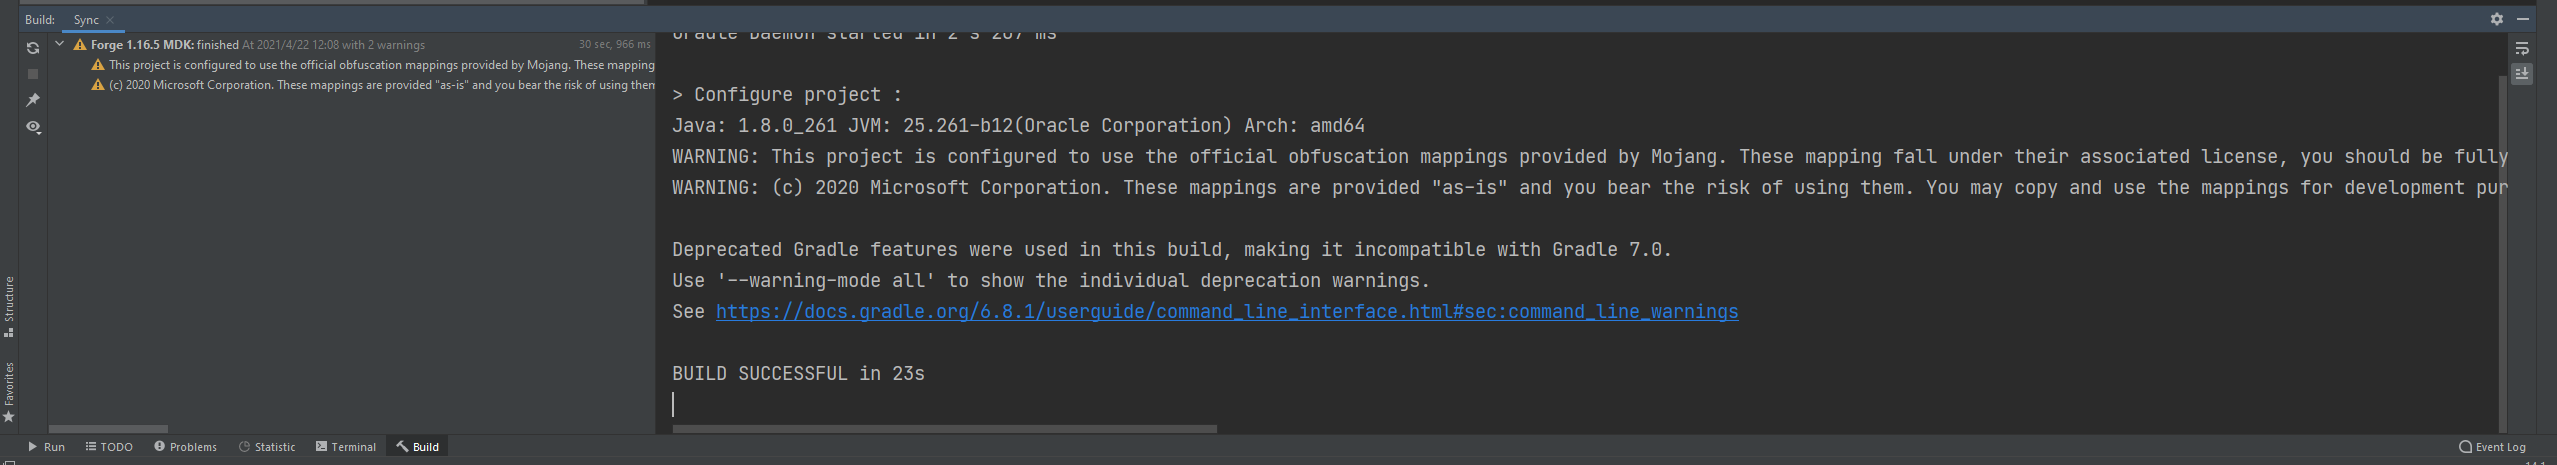 Build: Sync
Forge 1.16.5 MDK: finished At 2021/4/22 12:08 with 2 warnings 30 sec, 966 ms
This project is configured to use the official obfuscation mappings provided by Mojang. These mapping
(c) 2020 Microsoft Corporation. These mappings are provided "as-is" and you bear the risk of using them
Gradle Daemon started in 2 s 267 ms
> Configure project :
Java: 1.8.0_261 JVM: 25.261-b12(Oracle Corporation) Arch: amd64
WARNING: This project is configured to use the official obfuscation mappings provided by Mojang. These mapping fall under their associated license, you should be fully
WARNING: (c) 2020 Microsoft Corporation. These mappings are provided "as-is" and you bear the risk of using them. You may copy and use the mappings for development pur
Deprecated Gradle features were used in this build, making it incompatible with Gradle 7.0.
Use '--warning-mode all' to show the individual deprecation warnings.
See https://docs.gradle.org/6.8.1/userguide/command_line_interface.html#sec:command_line_warnings
BUILD SUCCESSFUL in 23s
Structure
Favorites
Run TODO Problems Statistic Terminal Build Event Log